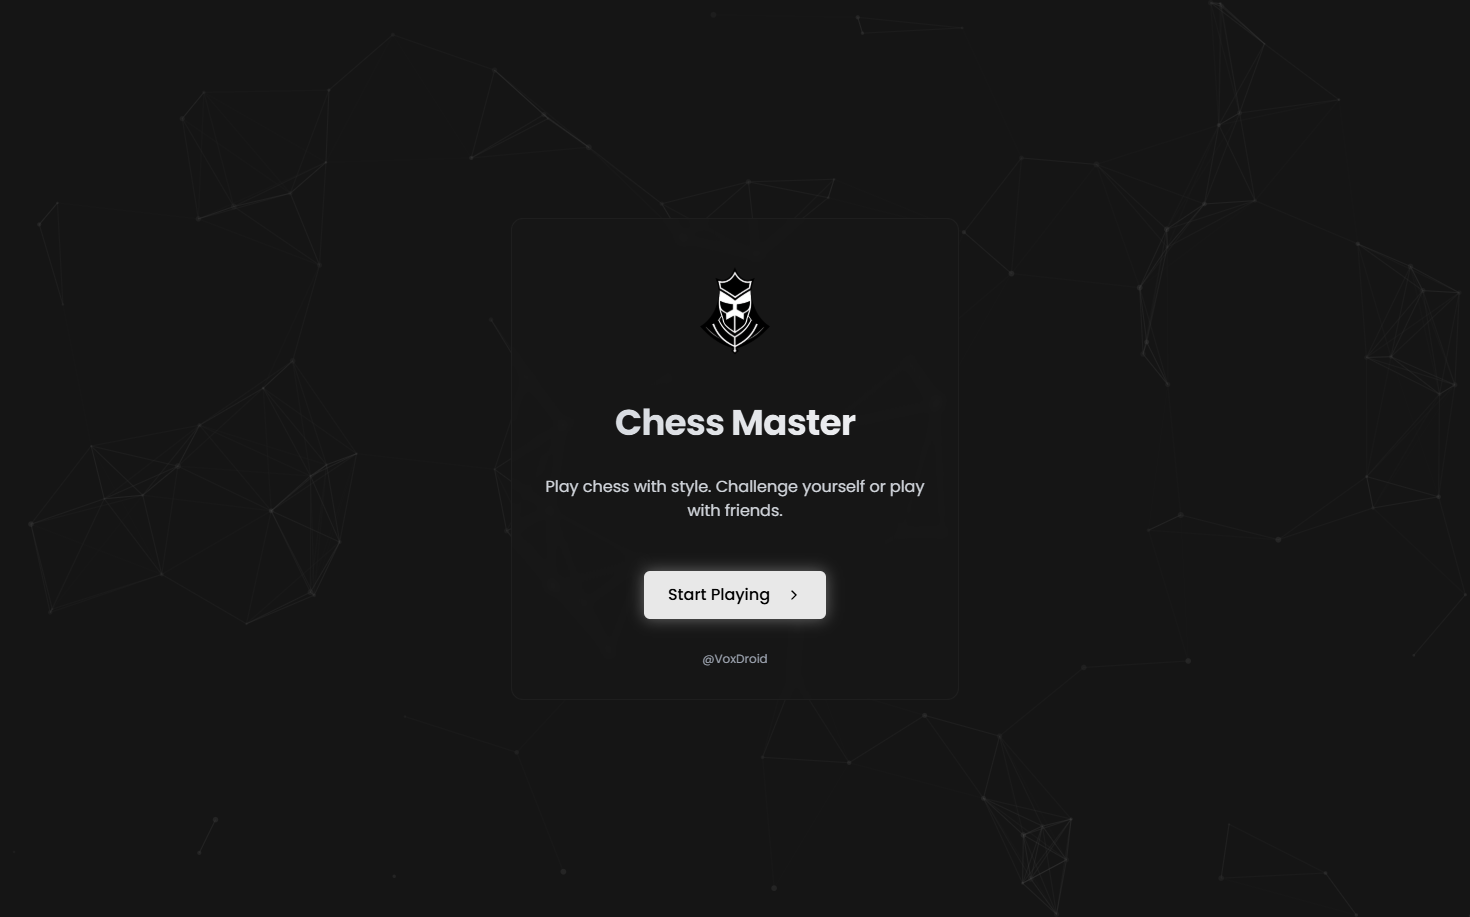 Chess Master
Play chess with style. Challenge yourself or play
with friends.
Start Playing
@VoxDroid